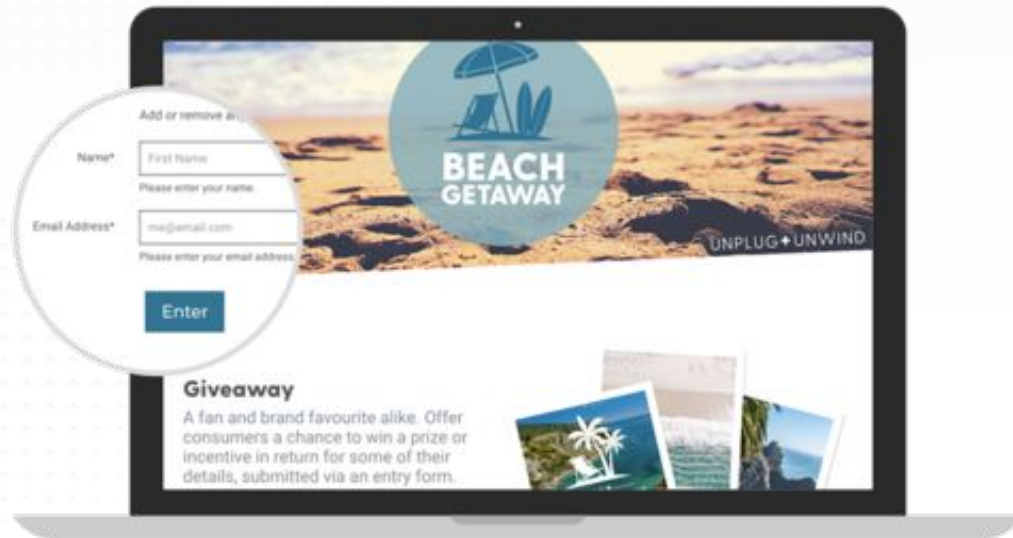 Add or remove a
Name*
First Name
Please enter your name.
Email Address*
me@email.com
Please enter your email address.
Enter
BEACH
GETAWAY
UNPLUG+UNWIND
Giveaway
A fan and brand favourite alike. Offer
consumers a chance to win a prize or
incentive in return for some of their
details, submitted via an entry form.